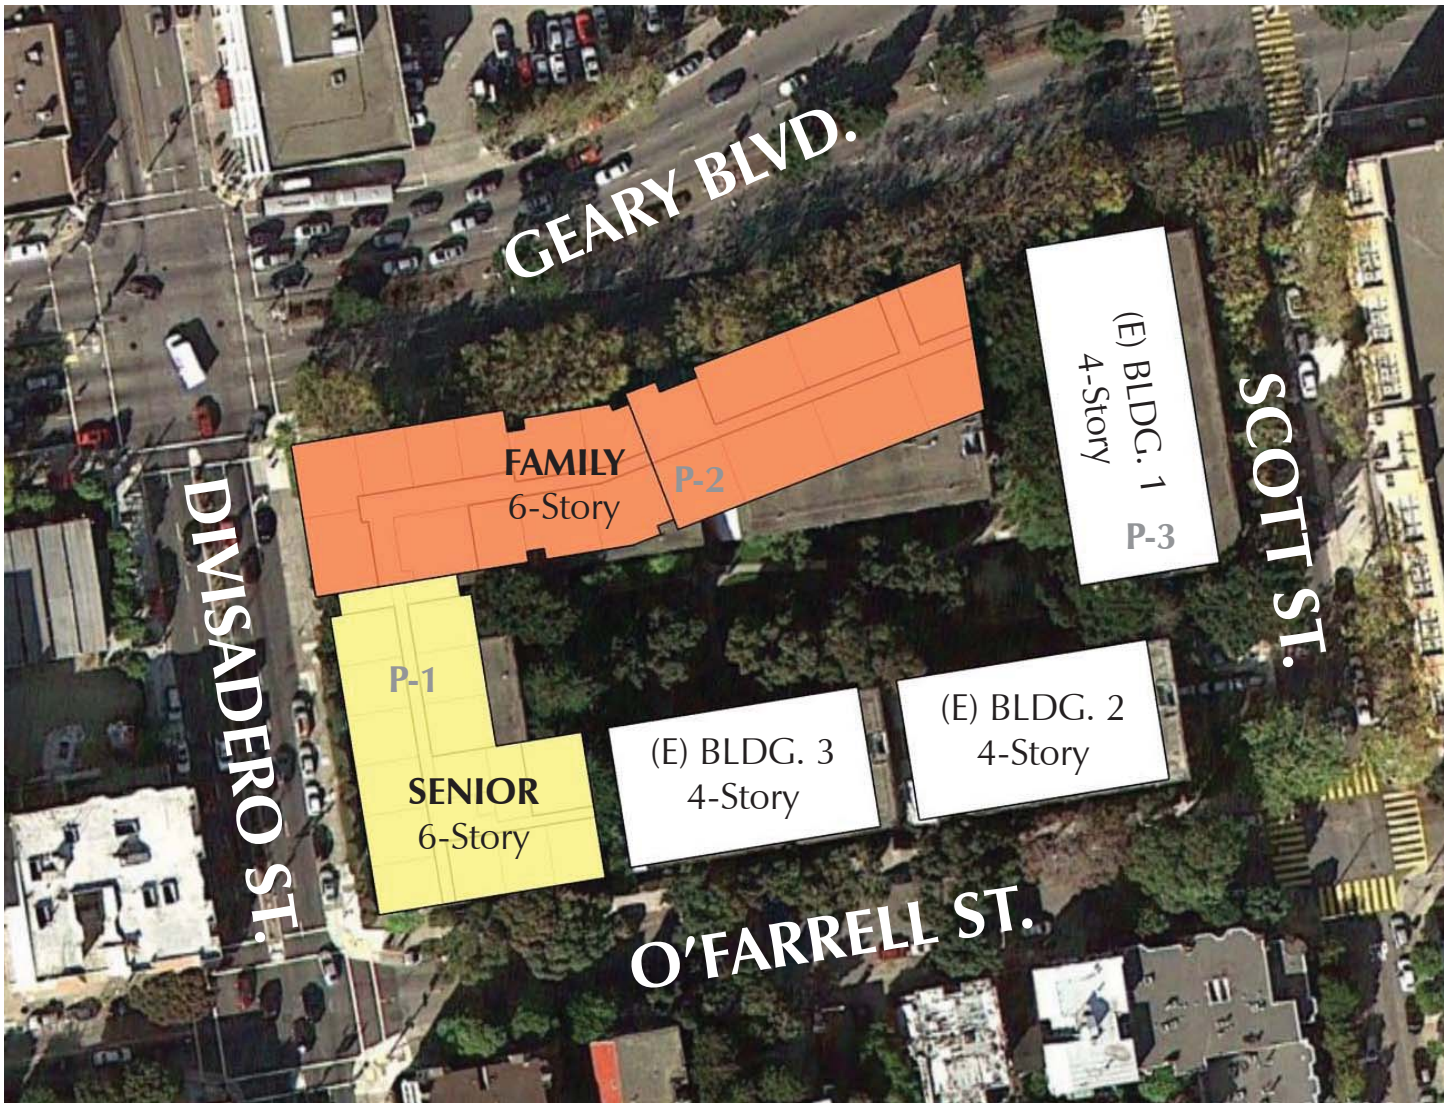 GEARY BLVD.
(E) BLDG. 1
4-Story
P-3
FAMILY
6-Story
P-2
SCOTT ST.
DIVISADERO ST.
P-1
SENIOR
6-Story
(E) BLDG. 3
4-Story
(E) BLDG. 2
4-Story
O'FARRELL ST.